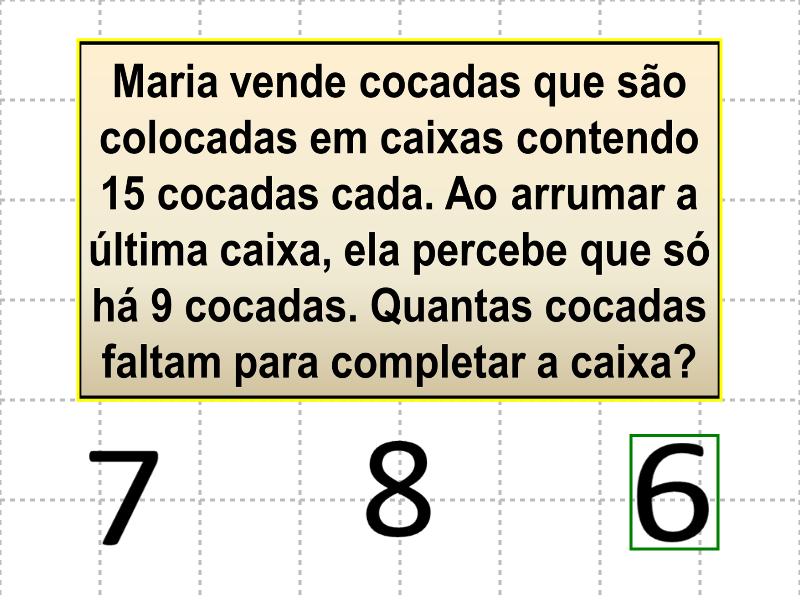 Maria vende cocadas que são
colocadas em caixas contendo
15 cocadas cada. Ao arrumar a
última caixa, ela percebe que só
há 9 cocadas. Quantas cocadas
faltam para completar a caixa?
7 8 6